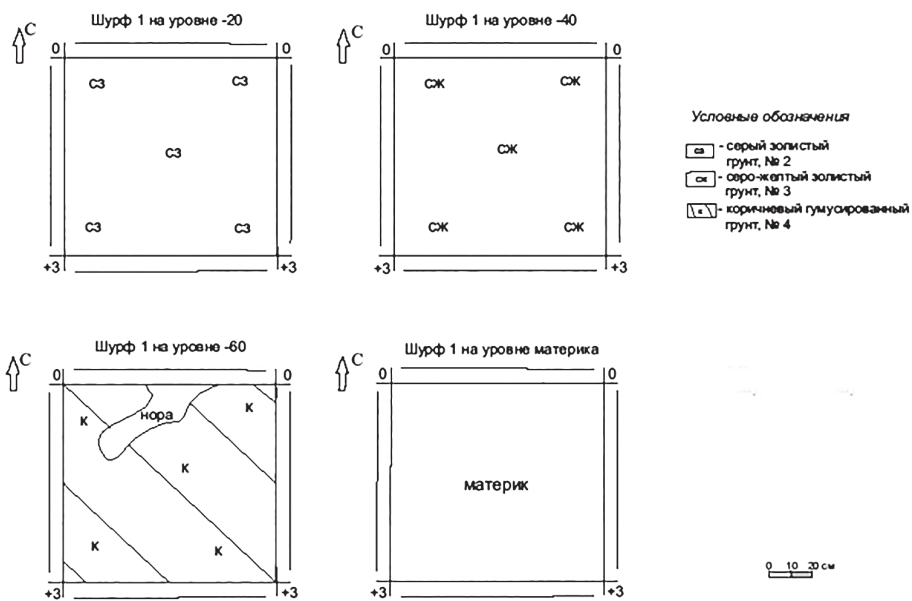 Шурф 1 на уровне -20
С
0 0
сз сз
сз
сз сз
+3 +3
Шурф 1 на уровне -40
С
0 0
сж сж
сж
сж сж
+3 +3
Условные обозначения
сз - серый золистый
грунт, № 2
сж - серо-желтый золистый
грунт, № 3
к - коричневый гумусированный
грунт, № 4
Шурф 1 на уровне -60
С
0 0
к нора к
к
к к
+3 +3
Шурф 1 на уровне материка
С
0 0
материк
+3 +3
0 10 20 см